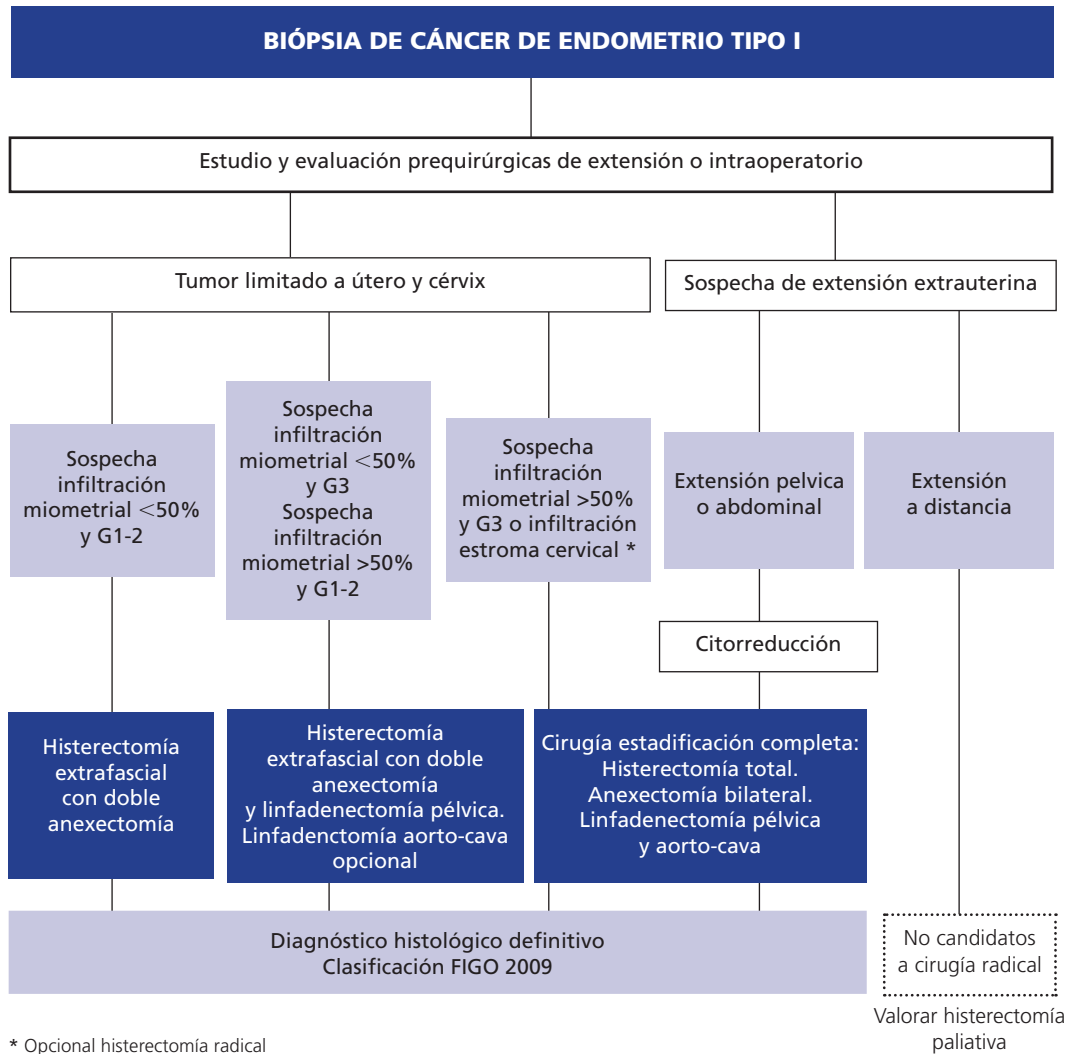 BIÓPSIA DE CÁNCER DE ENDOMETRIO TIPO I
Estudio y evaluación prequirúrgicas de extensión o intraoperatorio
Tumor limitado a útero y cérvix
Sospecha de extensión extrauterina
Sospecha
infiltración
miometrial <50%
y G1-2
Sospecha
infiltración
miometrial <50%
y G3
Sospecha
infiltración
miometrial >50%
y G1-2
Sospecha
infiltración
miometrial >50%
y G3 o infiltración
estroma cervical *
Extensión pelvica
o abdominal
Extensión
a distancia
Citorreducción
Histerectomía
extrafascial
con doble
anexectomía
Histerectomía
extrafascial con doble
anexectomía
y linfadenectomía pélvica.
Linfadenctomía aorto-cava
opcional
Cirugía estadificación completa:
Histerectomía total.
Anexectomía bilateral.
Linfadenectomía pélvica
y aorto-cava
Diagnóstico histológico definitivo
Clasificación FIGO 2009
No candidatos
a cirugía radical
Valorar histerectomía
paliativa
* Opcional histerectomía radical